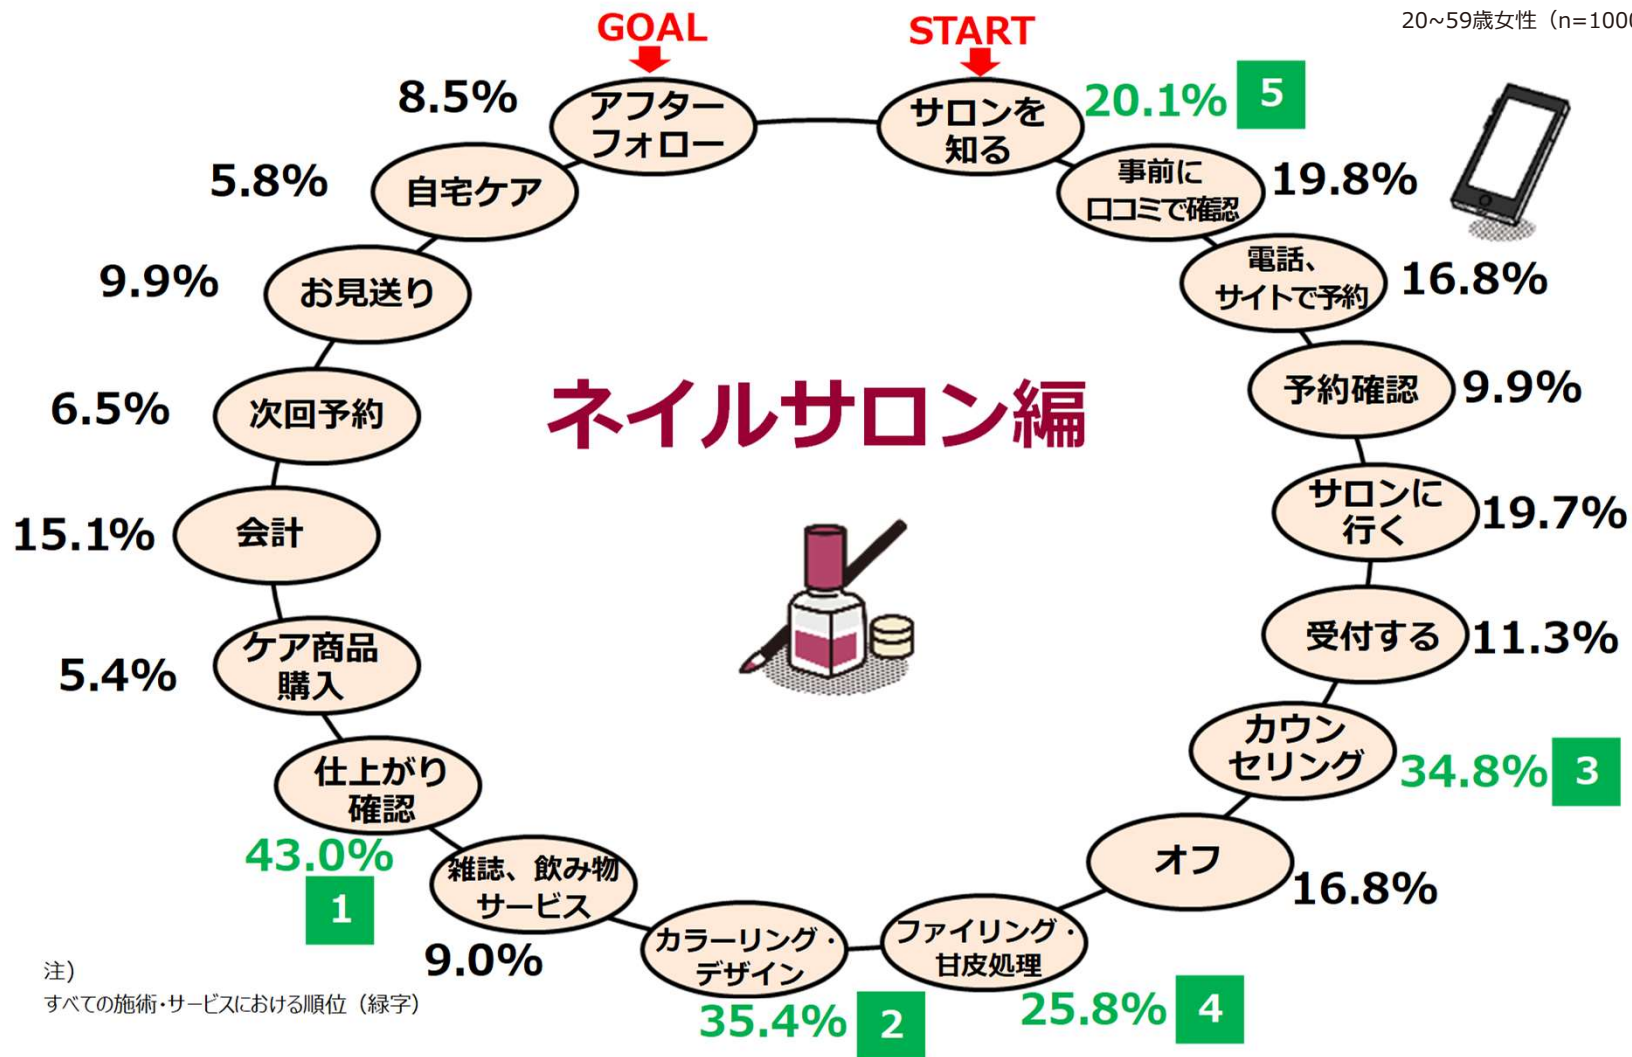 20~59歳女性（n=1000
GOAL
START
サロンを
知る
20.1%
5
事前に
口コミで確認
19.8%
電話、
サイトで予約
16.8%
予約確認
9.9%
サロンに
行く
19.7%
受付する
11.3%
カウン
セリング
34.8%
3
オフ
16.8%
ファイリング・
甘皮処理
25.8%
4
カラーリング・
デザイン
35.4%
2
雑誌、飲み物
サービス
9.0%
仕上がり
確認
43.0%
1
ケア商品
購入
5.4%
会計
15.1%
次回予約
6.5%
お見送り
9.9%
自宅ケア
5.8%
アフター
フォロー
8.5%
ネイルサロン編
注)
すべての施術・サービスにおける順位（緑字）